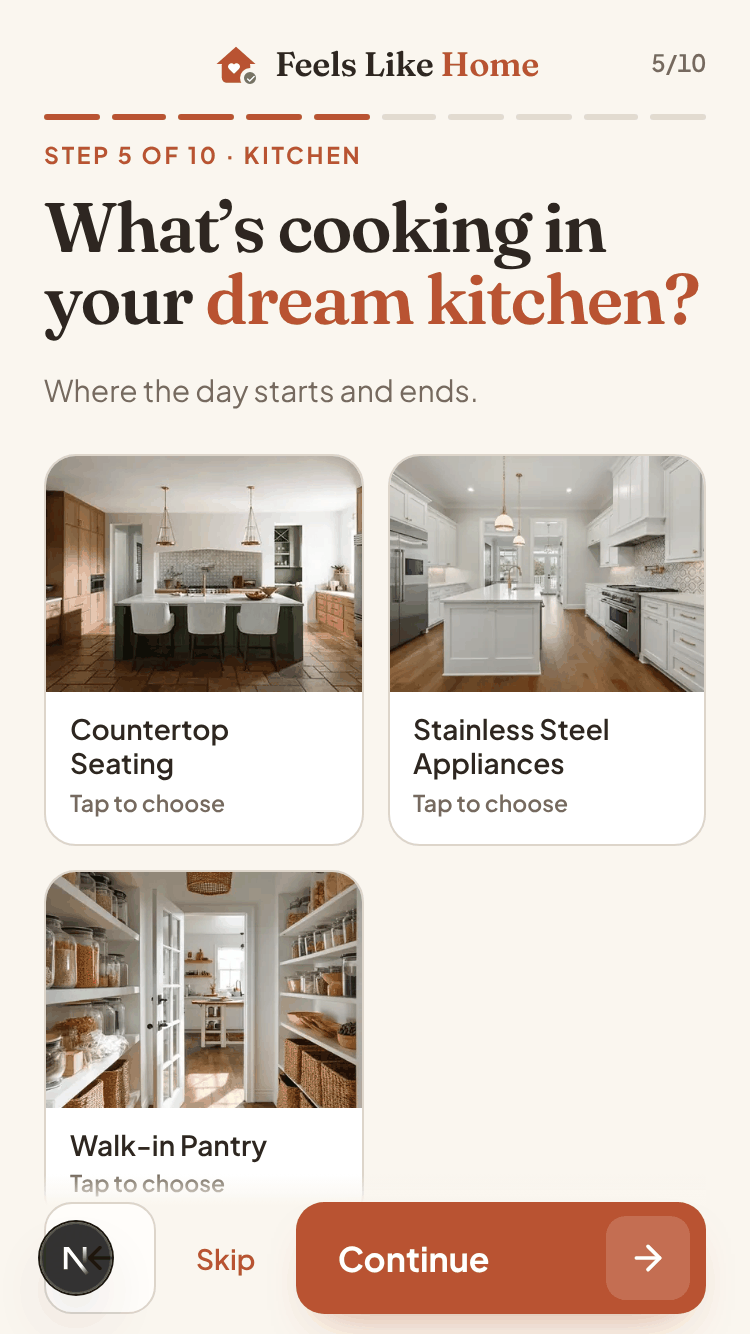 Feels Like Home
5/10
STEP 5 OF 10 · KITCHEN
What’s cooking in
your dream kitchen?
Where the day starts and ends.
Countertop
Seating
Tap to choose
Stainless Steel
Appliances
Tap to choose
Walk-in Pantry
Tap to choose
N
Skip
Continue